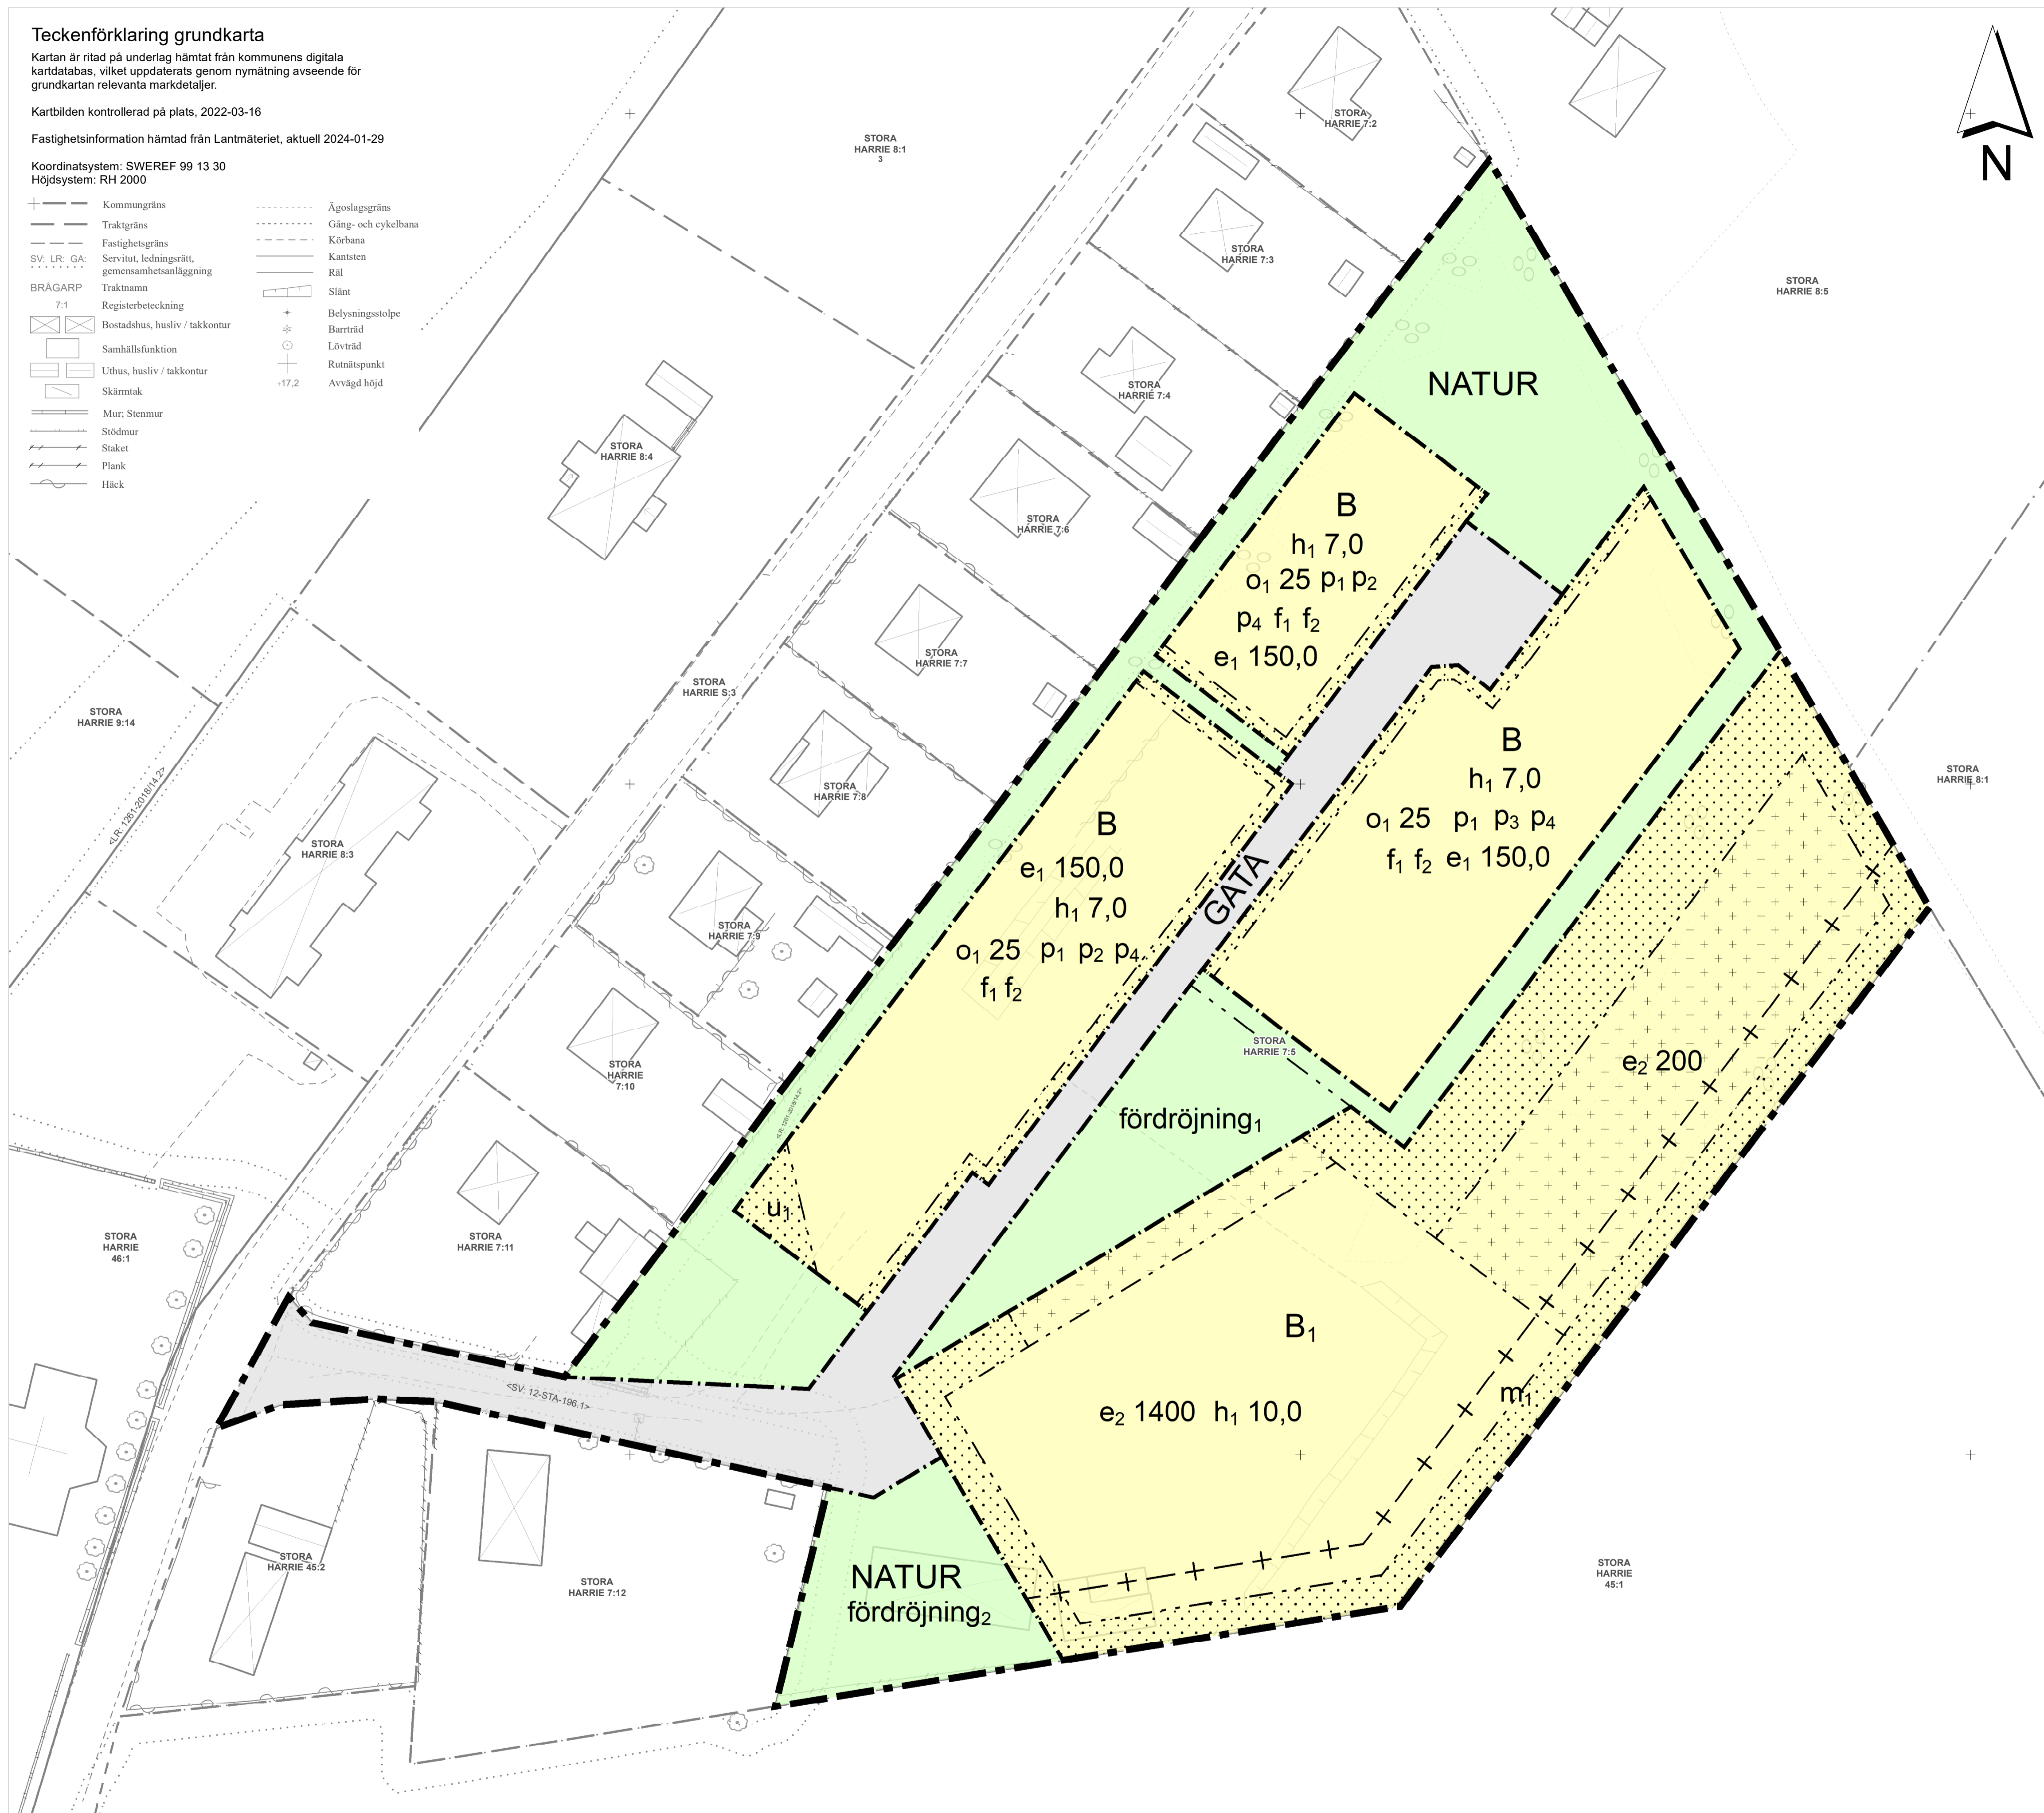 Teckenförklaring grundkarta
Kartan är ritad på underlag hämtat från kommunens digitala
kartdatabas, vilket uppdaterats genom nymätning avseende för
grundkartan relevanta markdetaljer.
Kartbilden kontrollerad på plats, 2022-03-16
Fastighetsinformation hämtad från Lantmäteriet, aktuell 2024-01-29
Koordinatsystem: SWEREF 99 13 30
Höjdsystem: RH 2000
Kommungräns
Traktgräns
Fastighetsgräns
SV: LR: GA: Servitut, ledningsrätt,
gemensamhetsanläggning
BRÅGARP Traktnamn
7:1 Registerbeteckning
Bostadshus, husliv / takkontur
Samhällsfunktion
Uthus, husliv / takkontur
Skärmtak
Mur; Stenmur
Stödmur
Staket
Plank
Häck
Ägoslagsgräns
Gång- och cykelbana
Körbana
Kantsten
Räl
Slänt
Belysningsstolpe
Barrträd
Lövträd
Rutnätspunkt
+17,2 Avvägd höjd
N
STORA
HARRIE 8:1
3
STORA
HARRIE 7:2
STORA
HARRIE 7:3
STORA
HARRIE 8:5
STORA
HARRIE 7:4
NATUR
STORA
HARRIE 8:4
STORA
HARRIE 7:6
B
h1 7,0
o1 25 p1 p2
p4 f1 f2
e1 150,0
STORA
HARRIE 7:7
STORA
HARRIE S:3
STORA
HARRIE 9:14
<LR: 1261-2018/14.2>
STORA
HARRIE 7:8
STORA
HARRIE 8:3
B
h1 7,0
o1 25 p1 p3 p4
f1 f2 e1 150,0
STORA
HARRIE 8:1
B
e1 150,0
h1 7,0
o1 25 p1 p2 p4
f1 f2
GATA
STORA
HARRIE 7:9
STORA
HARRIE 7:5
e2 200
STORA
HARRIE
7:10
<LR: 1261-2018/14.2>
fördröjning1
u1
STORA
HARRIE
46:1
STORA
HARRIE 7:11
B1
e2 1400 h1 10,0
m1
<SV: 12-STA-196.1>
STORA
HARRIE 45:2
STORA
HARRIE 7:12
NATUR
fördröjning2
STORA
HARRIE
45:1